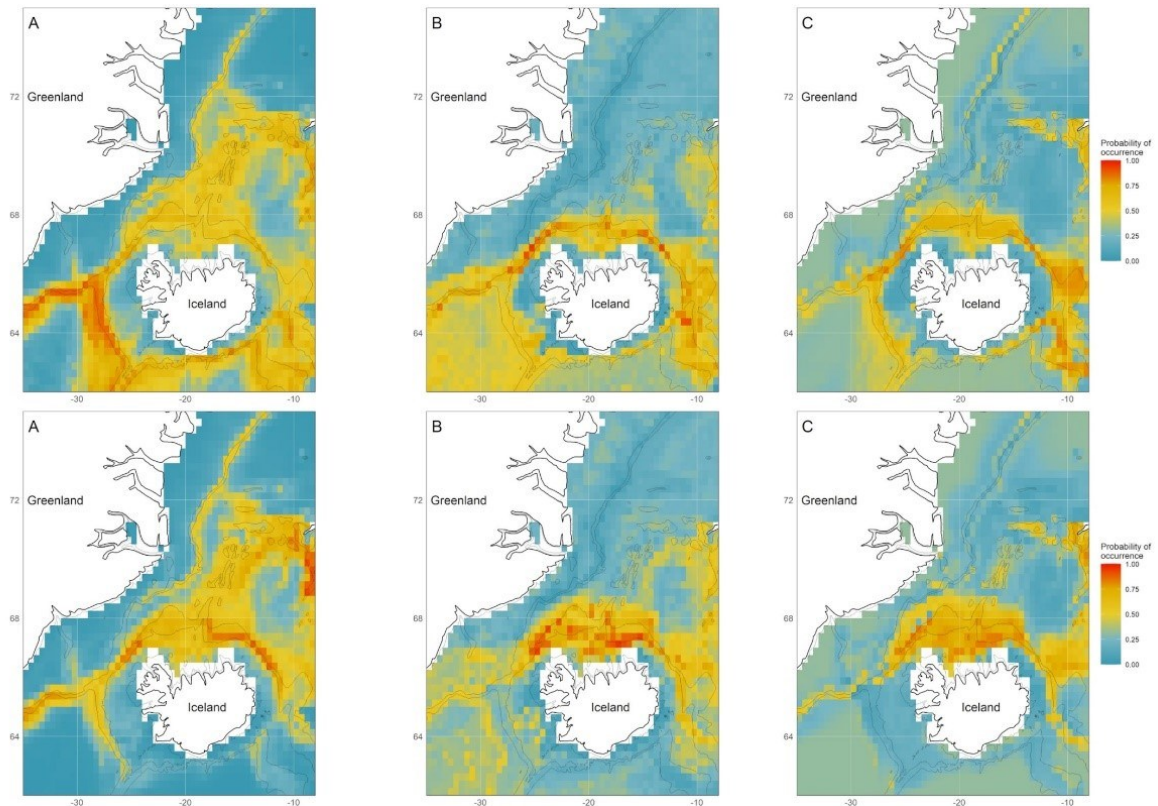 A
Greenland
Iceland
72
68
64
-30
-20
-10
B
Greenland
Iceland
72
68
64
-30
-20
-10
C
Greenland
Iceland
72
68
64
-30
-20
-10
Probability of
occurrence
1.00
0.75
0.50
0.25
0.00
A
Greenland
Iceland
72
68
64
-30
-20
-10
B
Greenland
Iceland
72
68
64
-30
-20
-10
C
Greenland
Iceland
72
68
64
-30
-20
-10
Probability of
occurrence
1.00
0.75
0.50
0.25
0.00